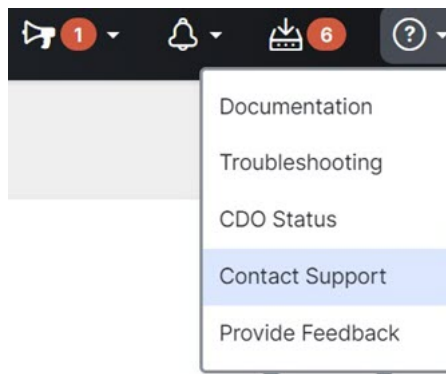 1
6
?
Documentation
Troubleshooting
CDO Status
Contact Support
Provide Feedback